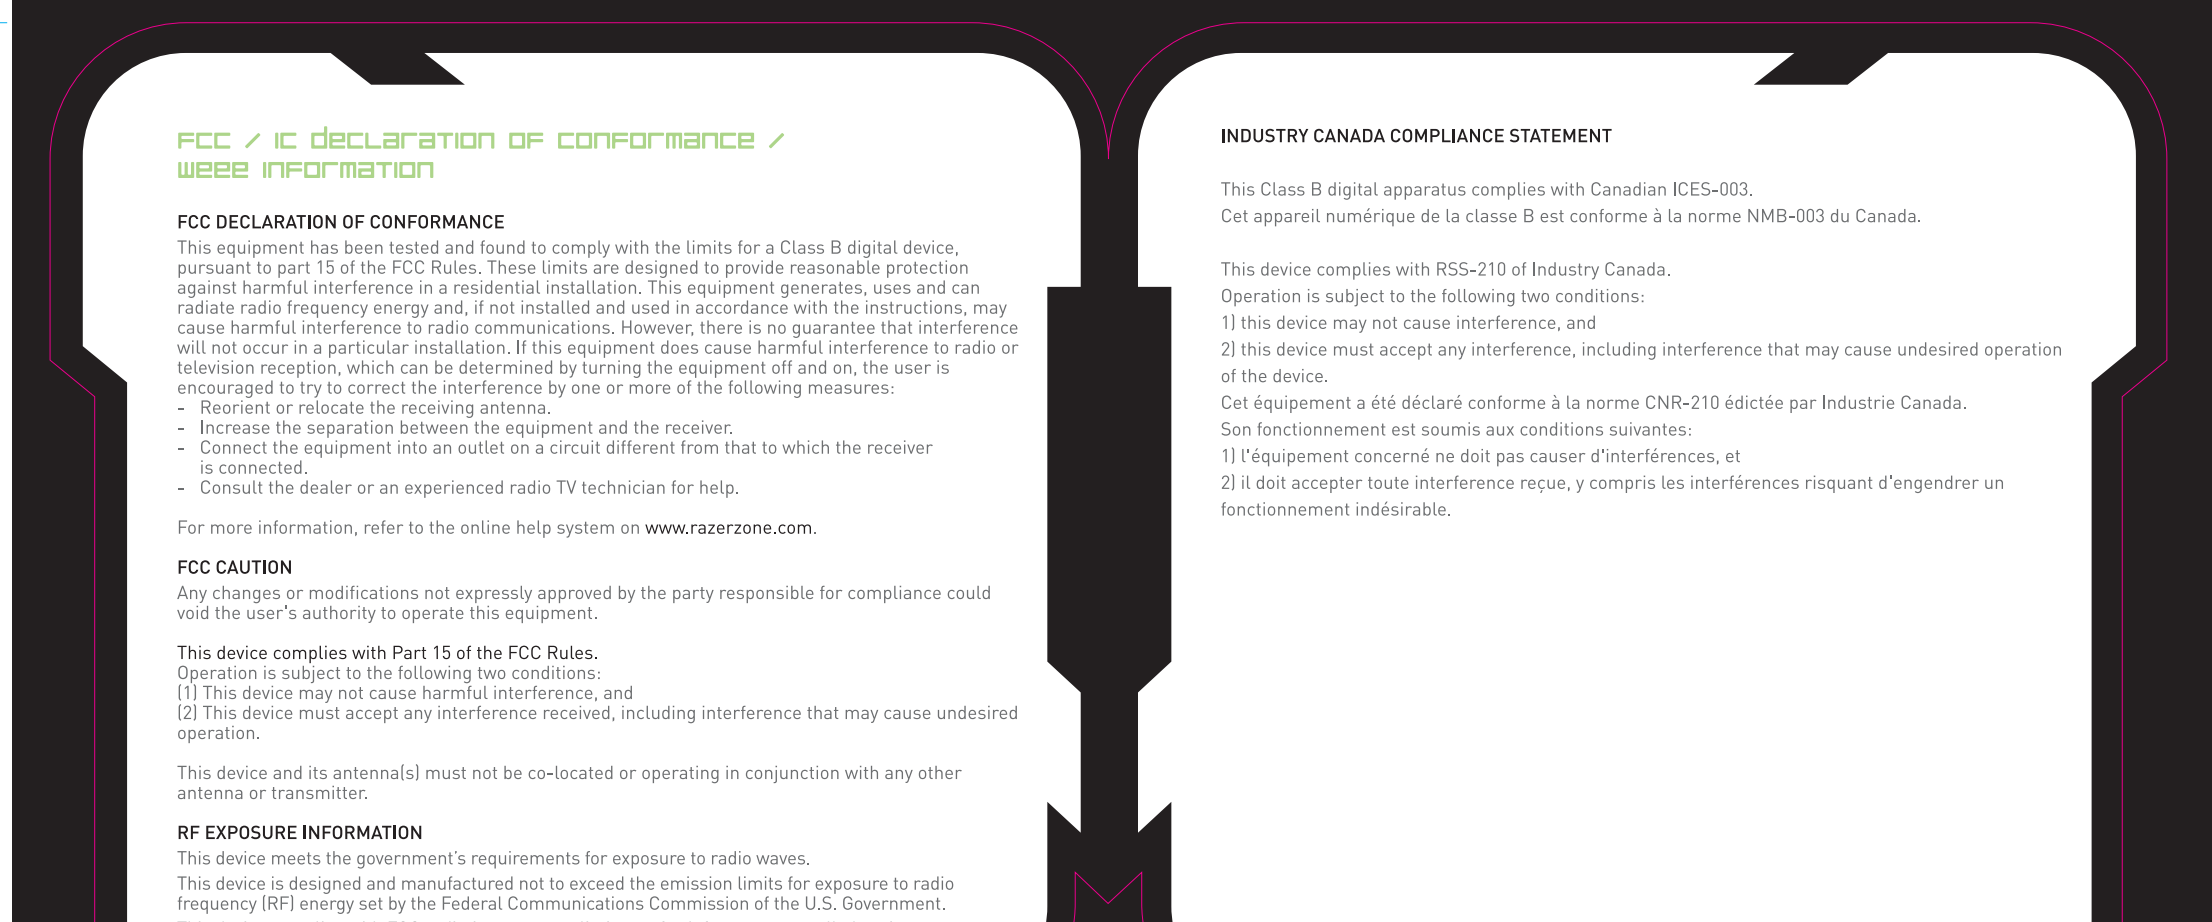 FCC / IC Declaration of Conformance /
WEEE Information
FCC DECLARATION OF CONFORMANCE
This equipment has been tested and found to comply with the limits for a Class B digital device,
pursuant to part 15 of the FCC Rules. These limits are designed to provide reasonable protection
against harmful interference in a residential installation. This equipment generates, uses and can
radiate radio frequency energy and, if not installed and used in accordance with the instructions, may
cause harmful interference to radio communications. However, there is no guarantee that interference
will not occur in a particular installation. If this equipment does cause harmful interference to radio or
television reception, which can be determined by turning the equipment off and on, the user is
encouraged to try to correct the interference by one or more of the following measures:
- Reorient or relocate the receiving antenna.
- Increase the separation between the equipment and the receiver.
- Connect the equipment into an outlet on a circuit different from that to which the receiver
is connected.
- Consult the dealer or an experienced radio TV technician for help.
For more information, refer to the online help system on www.razerzone.com.
FCC CAUTION
Any changes or modifications not expressly approved by the party responsible for compliance could
void the user's authority to operate this equipment.
This device complies with Part 15 of the FCC Rules.
Operation is subject to the following two conditions:
(1) This device may not cause harmful interference, and
(2) This device must accept any interference received, including interference that may cause undesired
operation.
This device and its antenna(s) must not be co-located or operating in conjunction with any other
antenna or transmitter.
RF EXPOSURE INFORMATION
This device meets the government’s requirements for exposure to radio waves.
This device is designed and manufactured not to exceed the emission limits for exposure to radio
frequency (RF) energy set by the Federal Communications Commission of the U.S. Government.
INDUSTRY CANADA COMPLIANCE STATEMENT
This Class B digital apparatus complies with Canadian ICES-003.
Cet appareil numérique de la classe B est conforme à la norme NMB-003 du Canada.
This device complies with RSS-210 of Industry Canada.
Operation is subject to the following two conditions:
1) this device may not cause interference, and
2) this device must accept any interference, including interference that may cause undesired operation
of the device.
Cet équipement a été déclaré conforme à la norme CNR-210 édictée par Industrie Canada.
Son fonctionnement est soumis aux conditions suivantes:
1) l'équipement concerné ne doit pas causer d'interférences, et
2) il doit accepter toute interference reçue, y compris les interférences risquant d'engendrer un
fonctionnement indésirable.